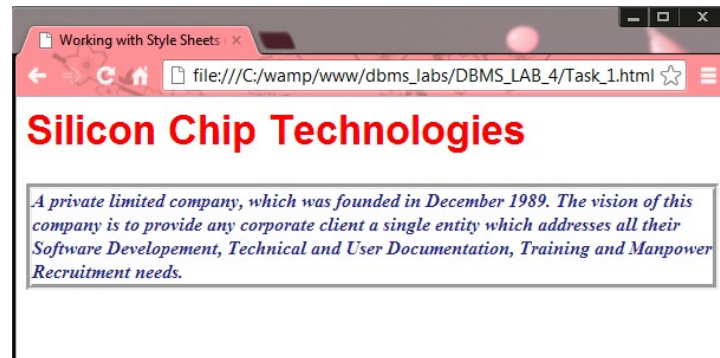 Working with Style Sheets
file:///C:/wamp/www/dbms_labs/DBMS_LAB_4/Task_1.html
Silicon Chip Technologies
A private limited company, which was founded in December 1989. The vision of this
company is to provide any corporate client a single entity which addresses all their
Software Developement, Technical and User Documentation, Training and Manpower
Recruitment needs.